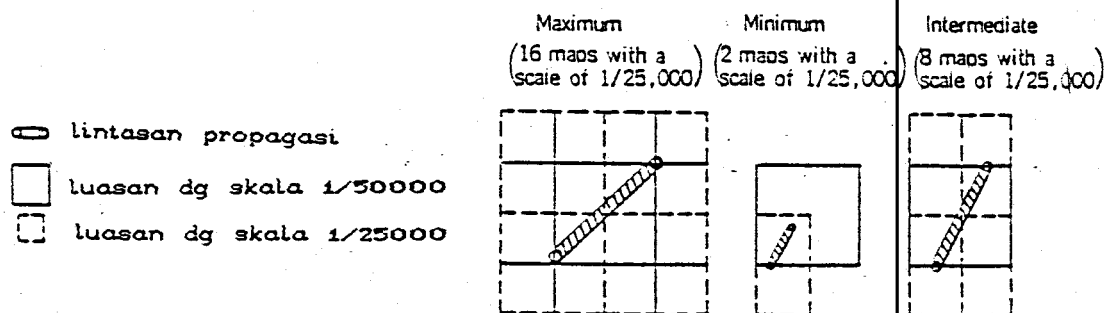 Maximum
(16 maps with a
scale of 1/25,000)
Minimum
(2 maps with a
scale of 1/25,000)
Intermediate
(8 maps with a
scale of 1/25,000)
lintasan propagasi
luasan dg skala 1/50000
luasan dg skala 1/25000